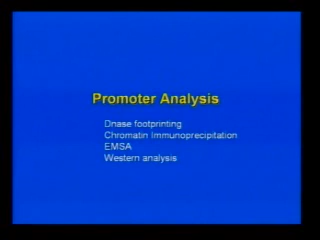 Promoter Analysis
Dnase footprinting
Chromatin Immunoprecipitation
EMSA
Western analysis